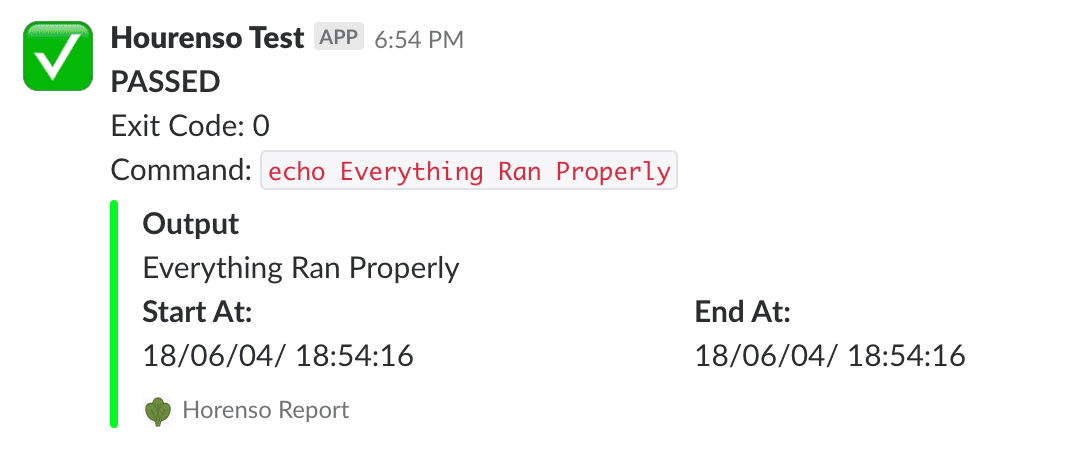 Hourenso Test APP 6:54 PM
PASSED
Exit Code: 0
Command: echo Everything Ran Properly
Output
Everything Ran Properly
Start At: End At:
18/06/04/ 18:54:16 18/06/04/ 18:54:16
Horenso Report